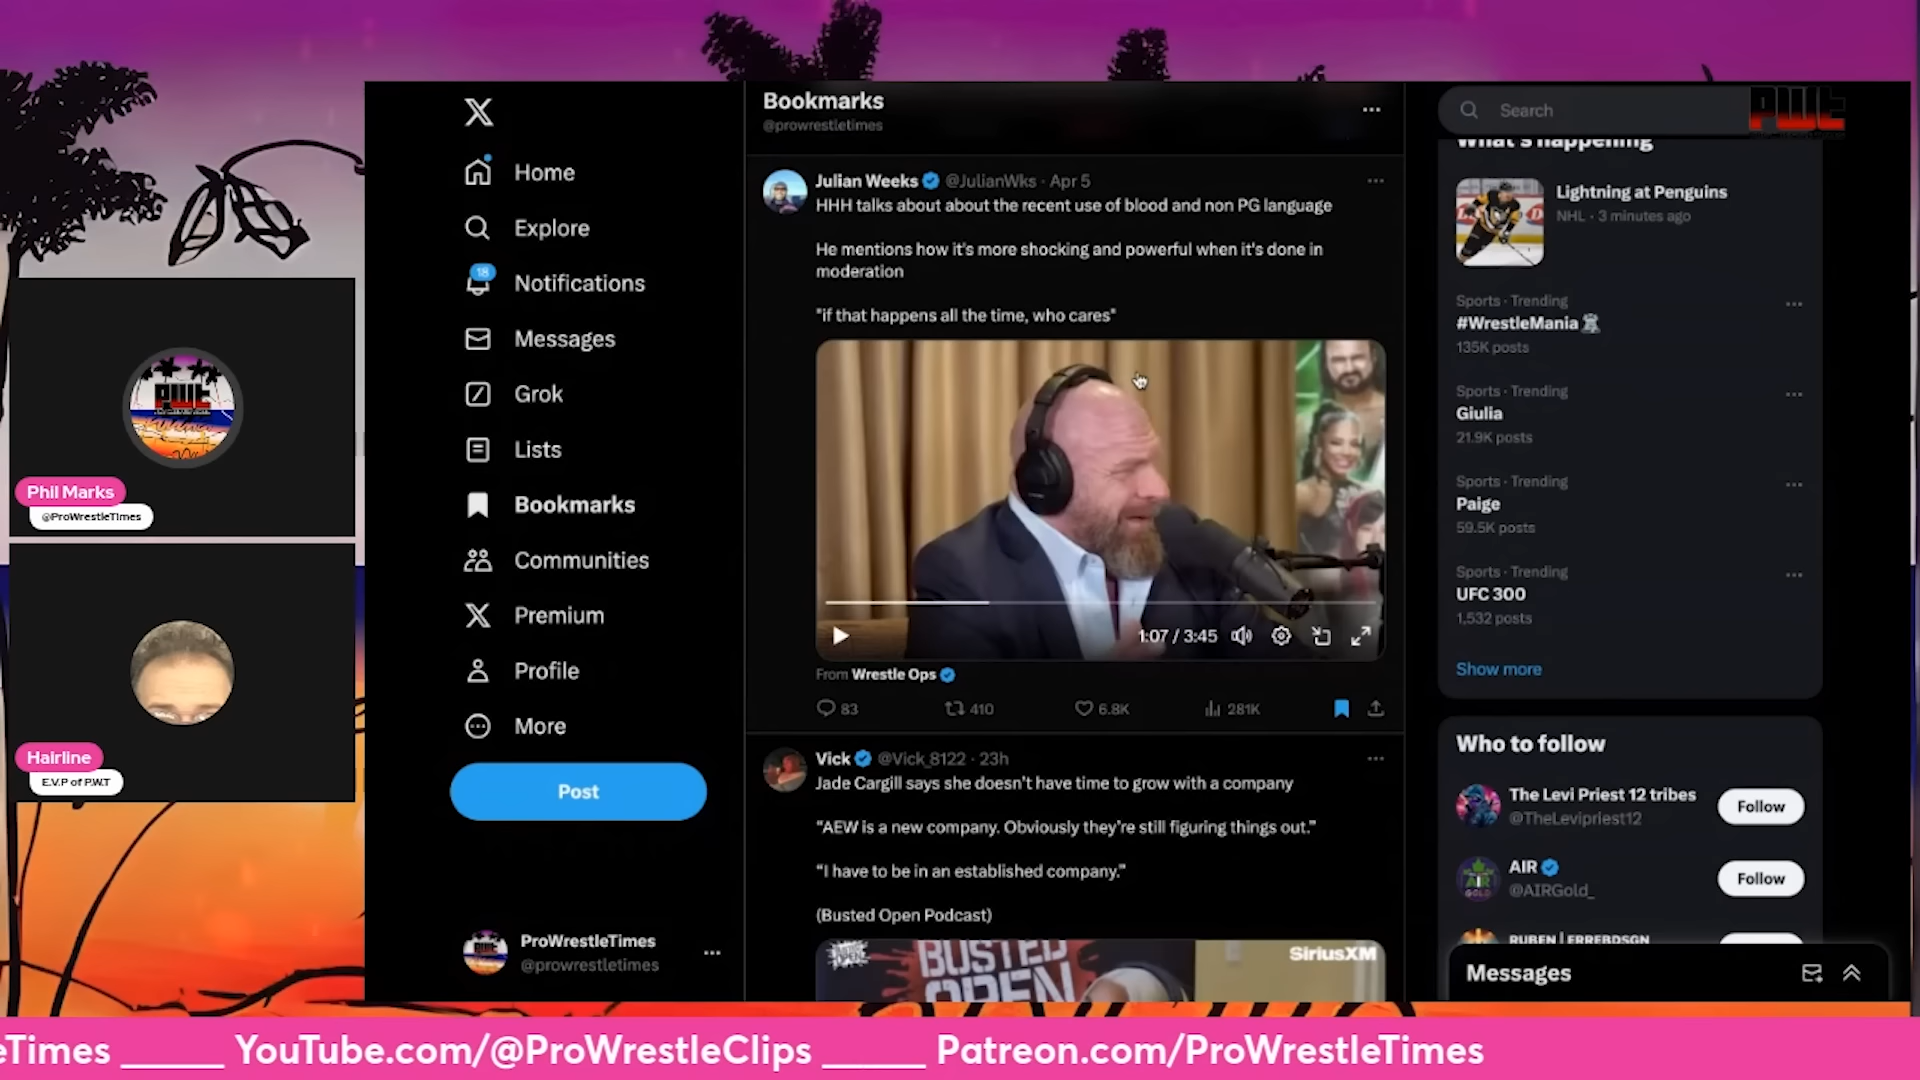 Bookmarks
@prowrestletimes
Search
PWt
What's happening
Home
Explore
18
Notifications
Messages
Grok
Lists
Bookmarks
Communities
Premium
Profile
More
Post
ProWrestleTimes
@prowrestletimes
Julian Weeks @JulianWks · Apr 5
HHH talks about about the recent use of blood and non PG language
He mentions how it's more shocking and powerful when it's done in
moderation
"if that happens all the time, who cares"
1:07 / 3:45
From Wrestle Ops
83
410
6.8K
281K
Vick @Vick_8122 · 23h
Jade Cargill says she doesn't have time to grow with a company
"AEW is a new company. Obviously they're still figuring things out."
"I have to be in an established company."
(Busted Open Podcast)
BUSTED
OPEN
SiriusXM
Lightning at Penguins
NHL · 3 minutes ago
Sports · Trending
#WrestleMania
135K posts
Sports · Trending
Giulia
21.9K posts
Sports · Trending
Paige
59.5K posts
Sports · Trending
UFC 300
1,532 posts
Show more
Who to follow
The Levi Priest 12 tribes
@TheLevipriest12
Follow
AIR
@AIRGold_
Follow
RUBEN | ERREBDSGN
Messages
PWt
Phil Marks
@ProWrestleTimes
Hairline
E.V.P of P.W.T
eTimes ______ YouTube.com/@ProWrestleClips ______ Patreon.com/ProWrestleTimes